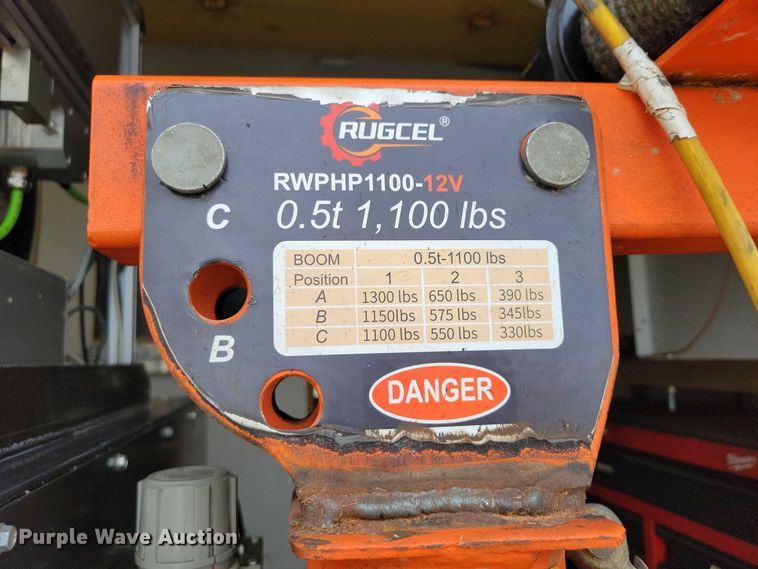 RUGCEL®
RWPHP1100-12V
C 0.5t 1,100 lbs
BOOM 0.5t-1100 lbs
Position 1 2 3
A 1300 lbs 650 lbs 390 lbs
B 1150lbs 575 lbs 345lbs
C 1100 lbs 550 lbs 330lbs
B
DANGER
Purple Wave Auction